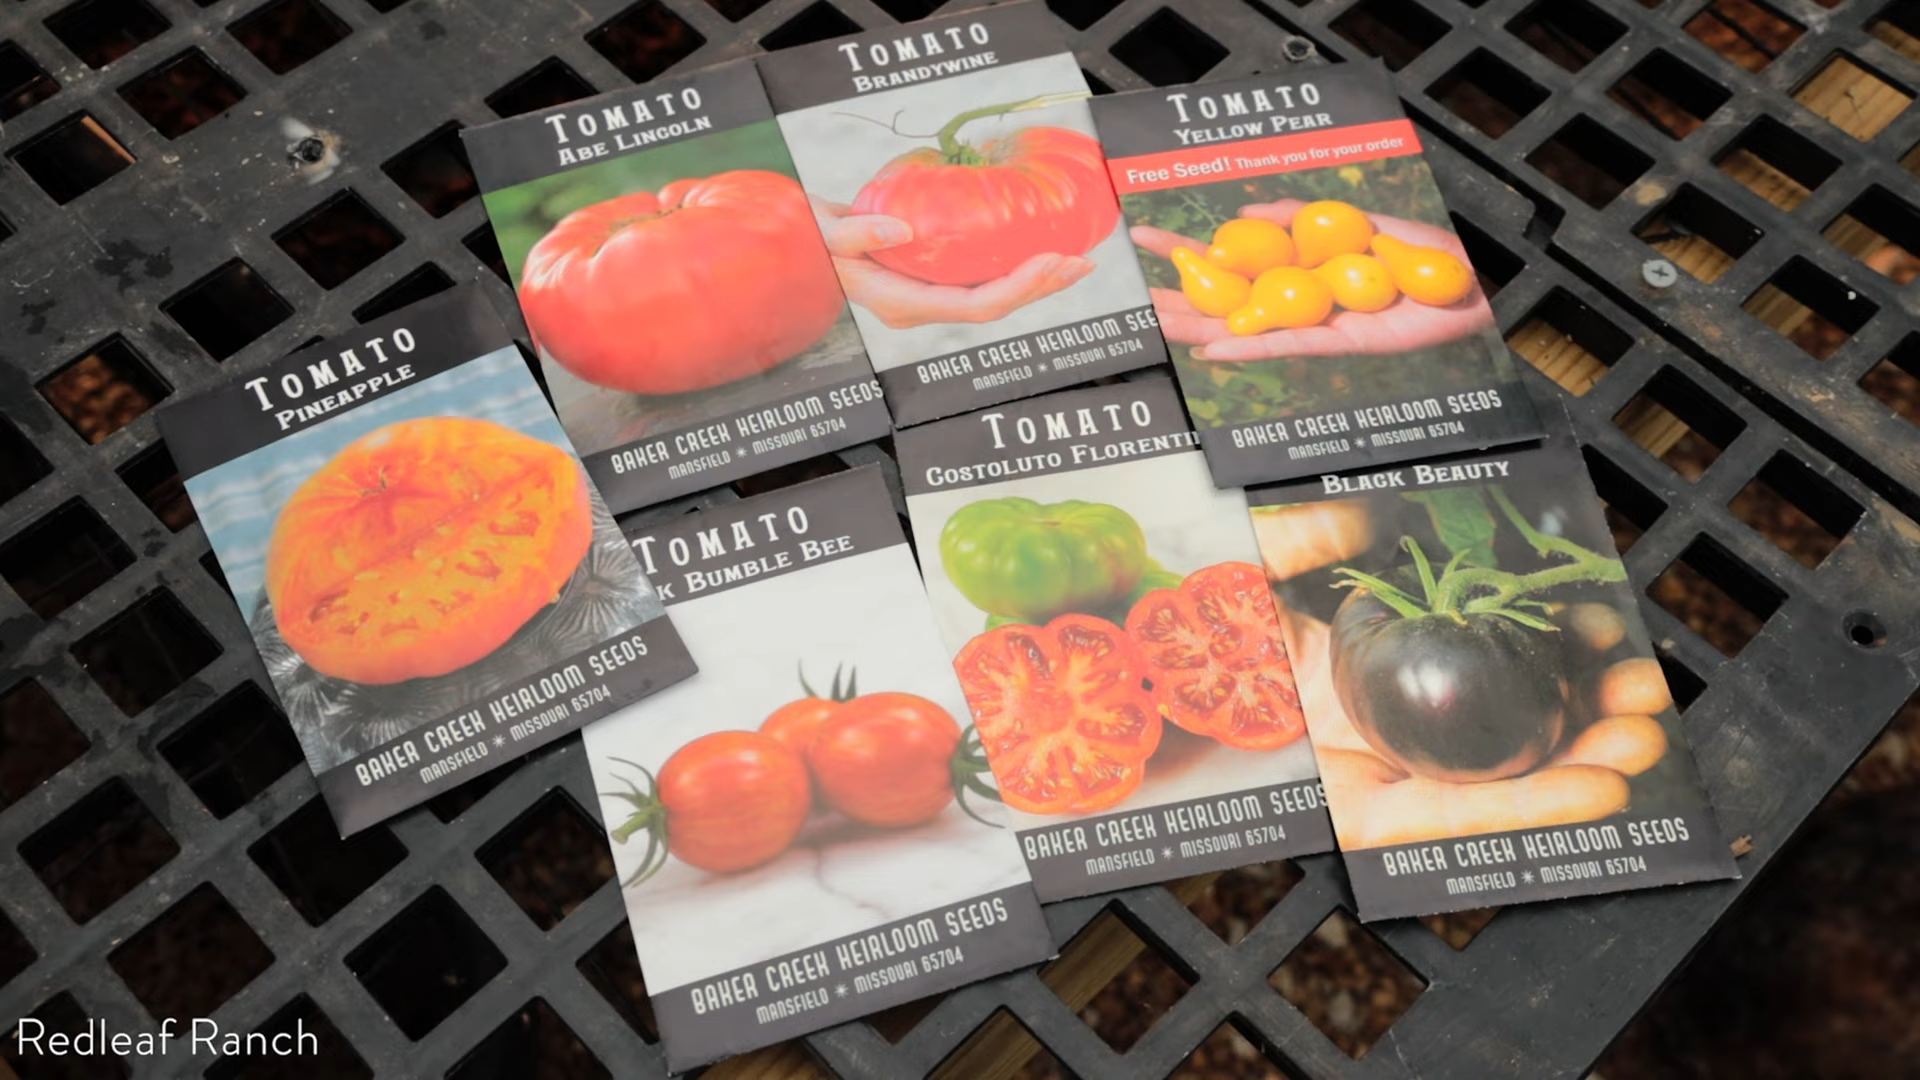 TOMATO
BRANDYWINE
BAKER CREEK HEIRLOOM SEE
MANSFIELD * MISSOURI 65704
TOMATO
ABE LINCOLN
BAKER CREEK HEIRLOOM SEEDS
MANSFIELD * MISSOURI 65704
TOMATO
YELLOW PEAR
Free Seed! Thank you for your order
BAKER CREEK HEIRLOOM SEEDS
MANSFIELD * MISSOURI 65704
TOMATO
PINEAPPLE
BAKER CREEK HEIRLOOM SEEDS
MANSFIELD * MISSOURI 65704
TOMATO
K BUMBLE BEE
BAKER CREEK HEIRLOOM SEEDS
MANSFIELD * MISSOURI 65704
TOMATO
COSTOLUTO FLORENTI
BAKER CREEK HEIRLOOM SEEDS
MANSFIELD * MISSOURI 65704
BLACK BEAUTY
BAKER CREEK HEIRLOOM SEEDS
MANSFIELD * MISSOURI 65704
Redleaf Ranch